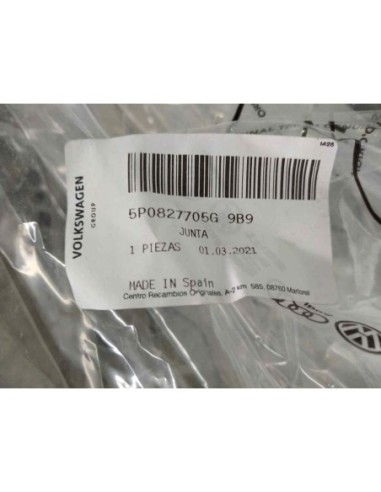 1495
VOLKSWAGEN
GROUP
5P0827705G 9B9
JUNTA
1 PIEZAS 01.03.2021
MADE IN Spain
Centro Recambios Originales, A-2 km. 585, 08760 Martorell